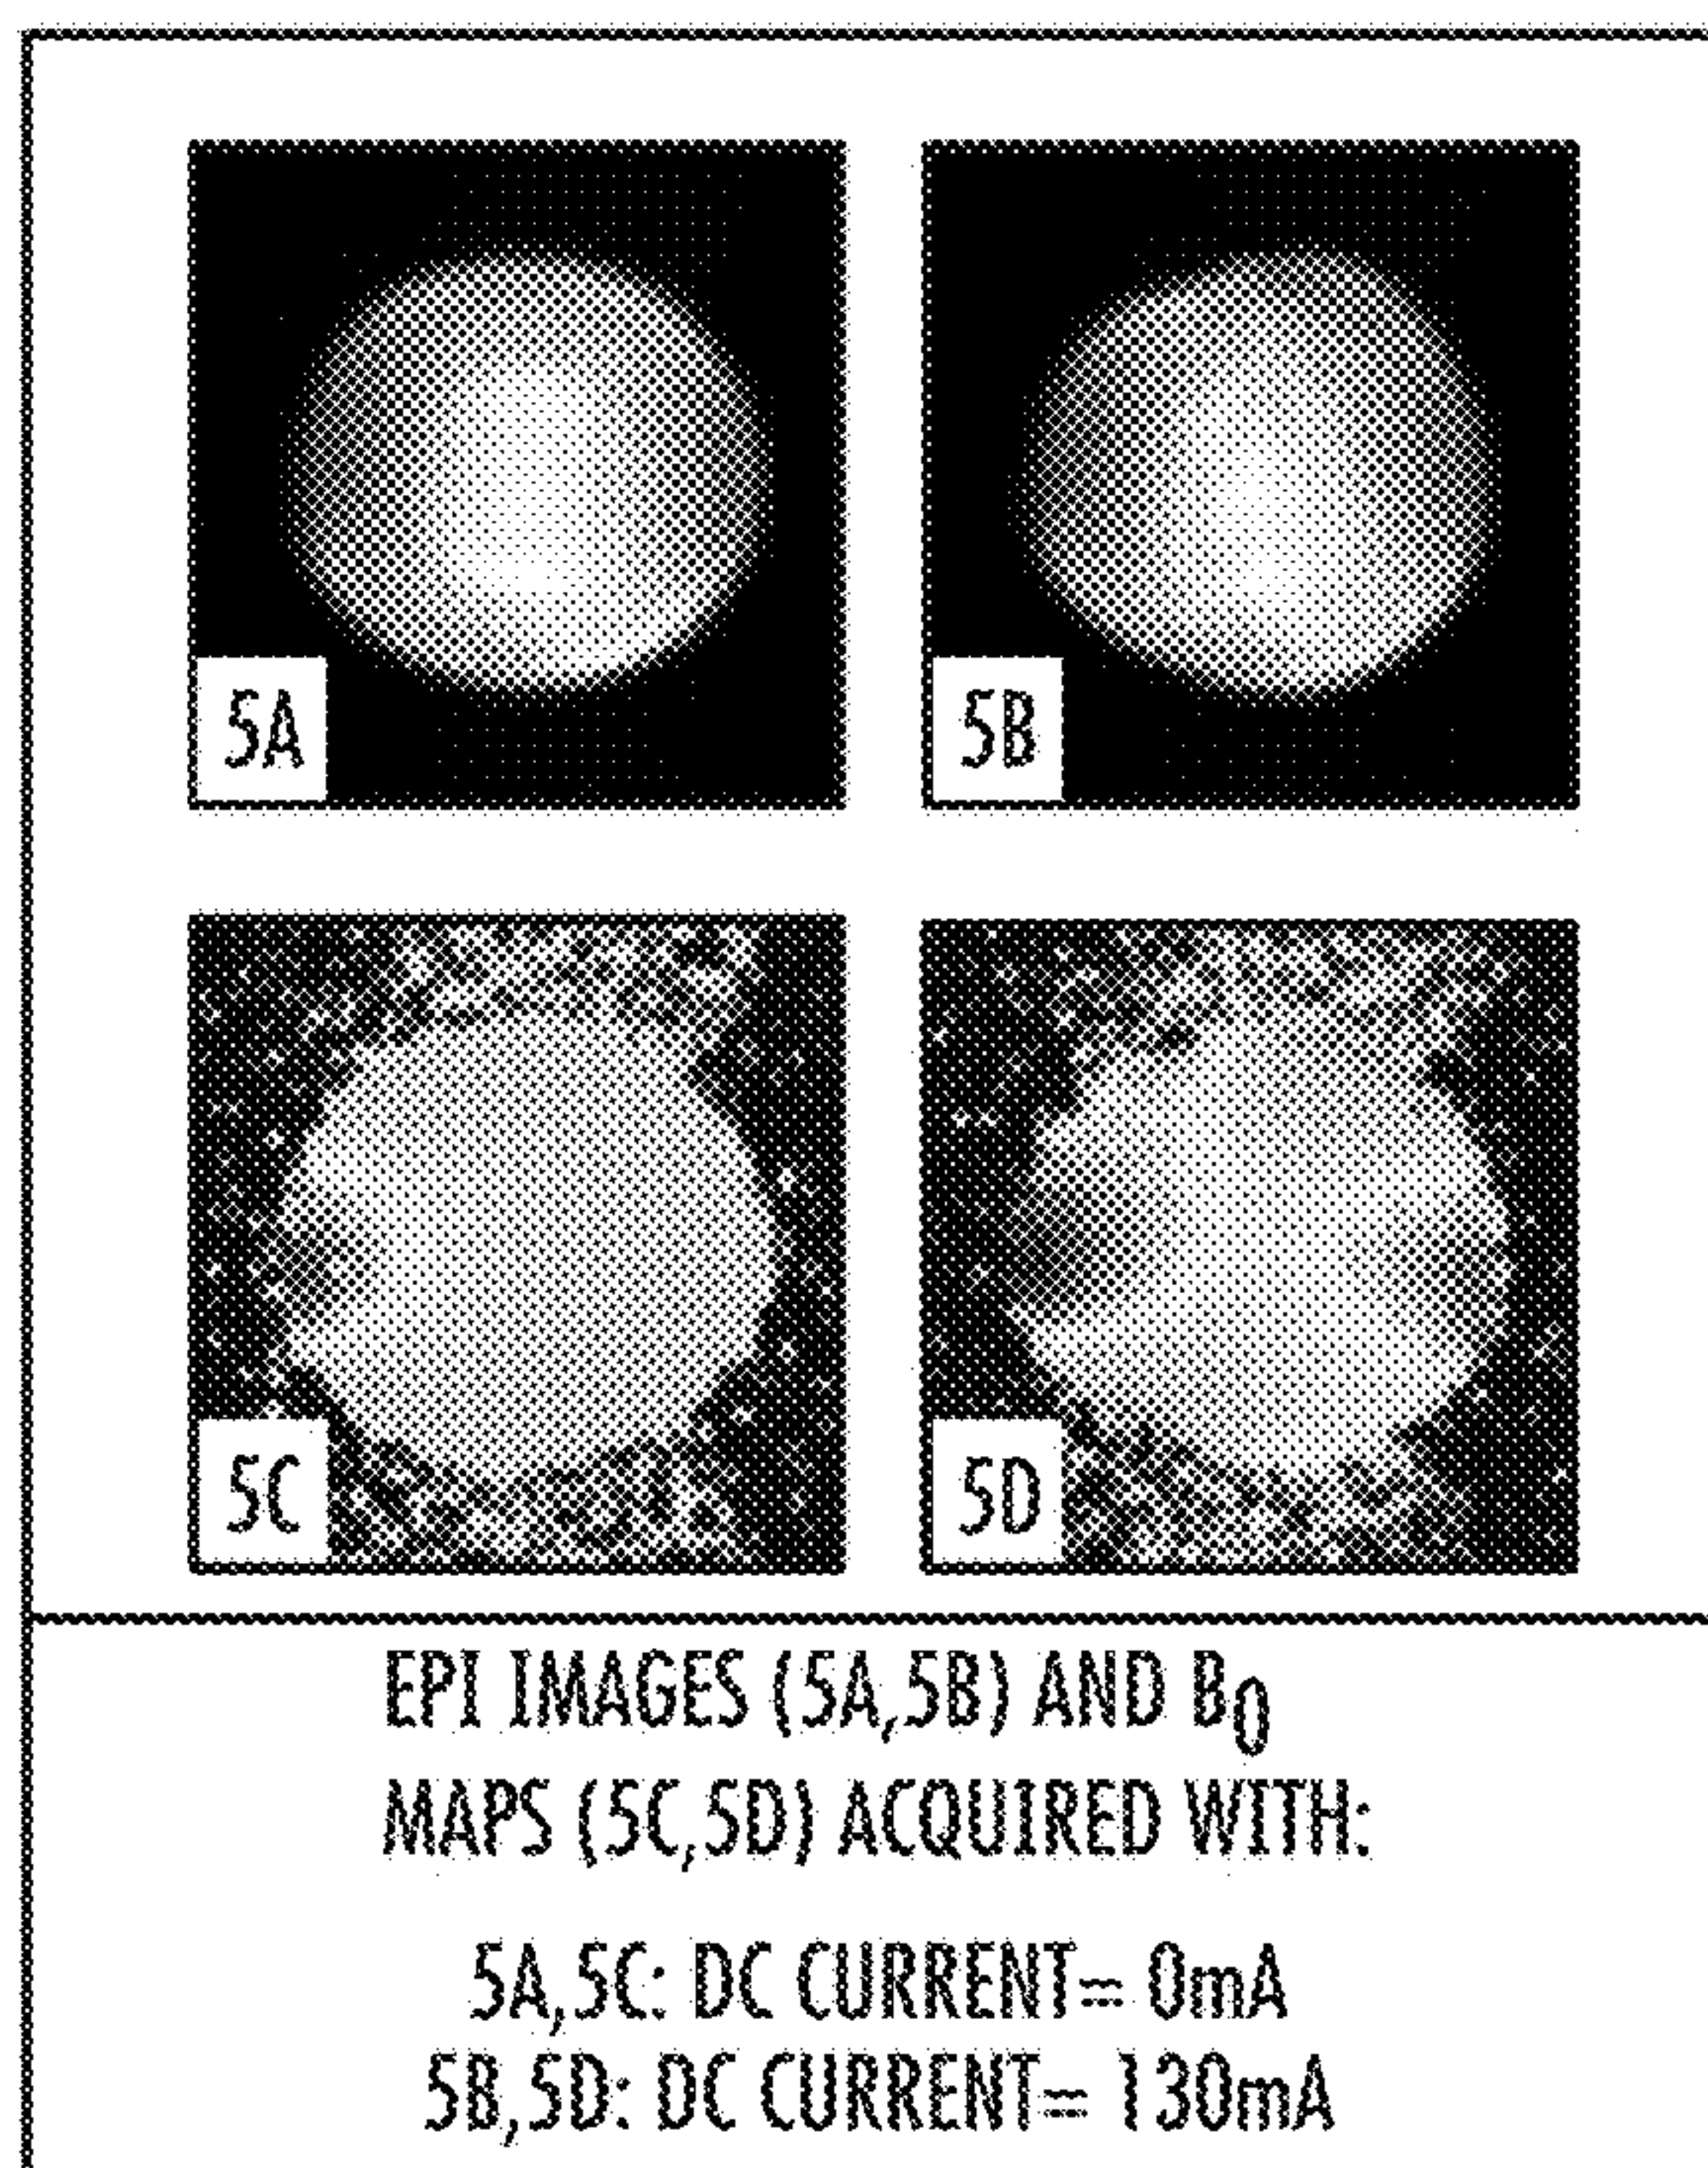 5A
5B
5C
5D
EPI IMAGES (5A,5B) AND B0
MAPS (5C,5D) ACQUIRED WITH:
5A,5C: DC CURRENT= 0mA
5B,5D: DC CURRENT= 130mA